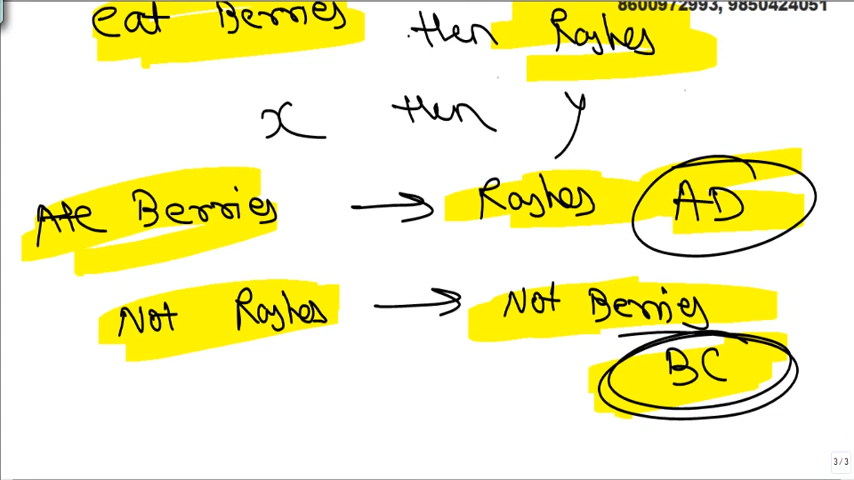 8600972993, 9850424051
eat Berries then Rashes
x then y
Ate Berries → Rashes AD
Not Rashes → Not Berries
BC
3/3